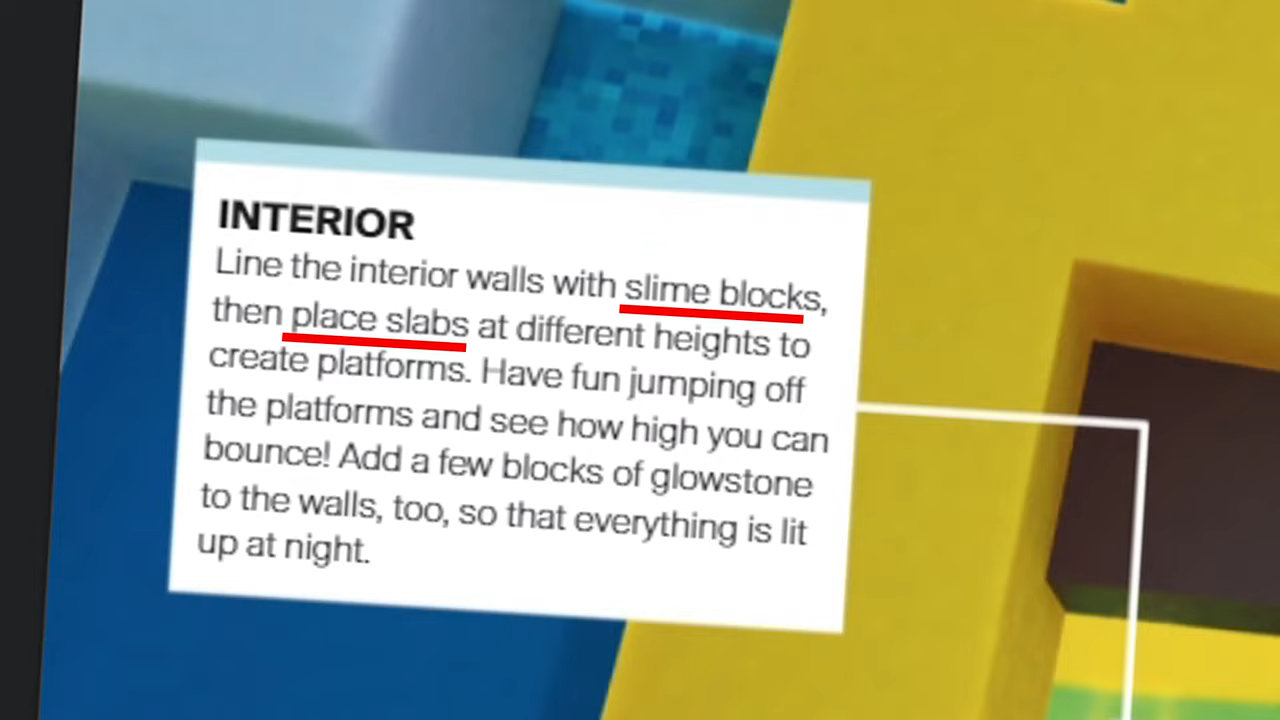 INTERIOR
Line the interior walls with slime blocks,
then place slabs at different heights to
create platforms. Have fun jumping off
the platforms and see how high you can
bounce! Add a few blocks of glowstone
to the walls, too, so that everything is lit
up at night.